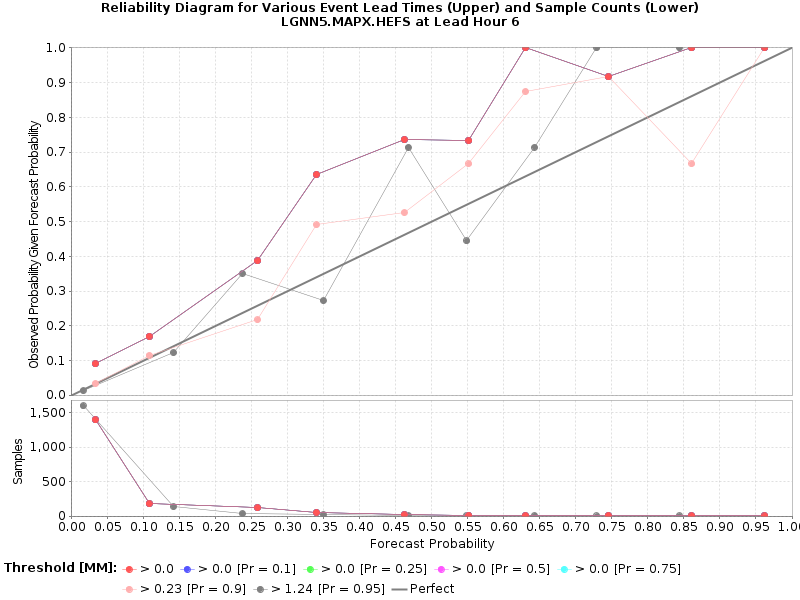 Reliability Diagram for Various Event Lead Times (Upper) and Sample Counts (Lower)
LGNN5.MAPX.HEFS at Lead Hour 6
Observed Probability Given Forecast Probability
1.0
0.9
0.8
0.7
0.6
0.5
0.4
0.3
0.2
0.1
0.0
Samples
1,500
1,000
500
0
0.00 0.05 0.10 0.15 0.20 0.25 0.30 0.35 0.40 0.45 0.50 0.55 0.60 0.65 0.70 0.75 0.80 0.85 0.90 0.95 1.00
Forecast Probability
Threshold [MM]: > 0.0 > 0.0 [Pr = 0.1] > 0.0 [Pr = 0.25] > 0.0 [Pr = 0.5] > 0.0 [Pr = 0.75]
> 0.23 [Pr = 0.9] > 1.24 [Pr = 0.95] Perfect